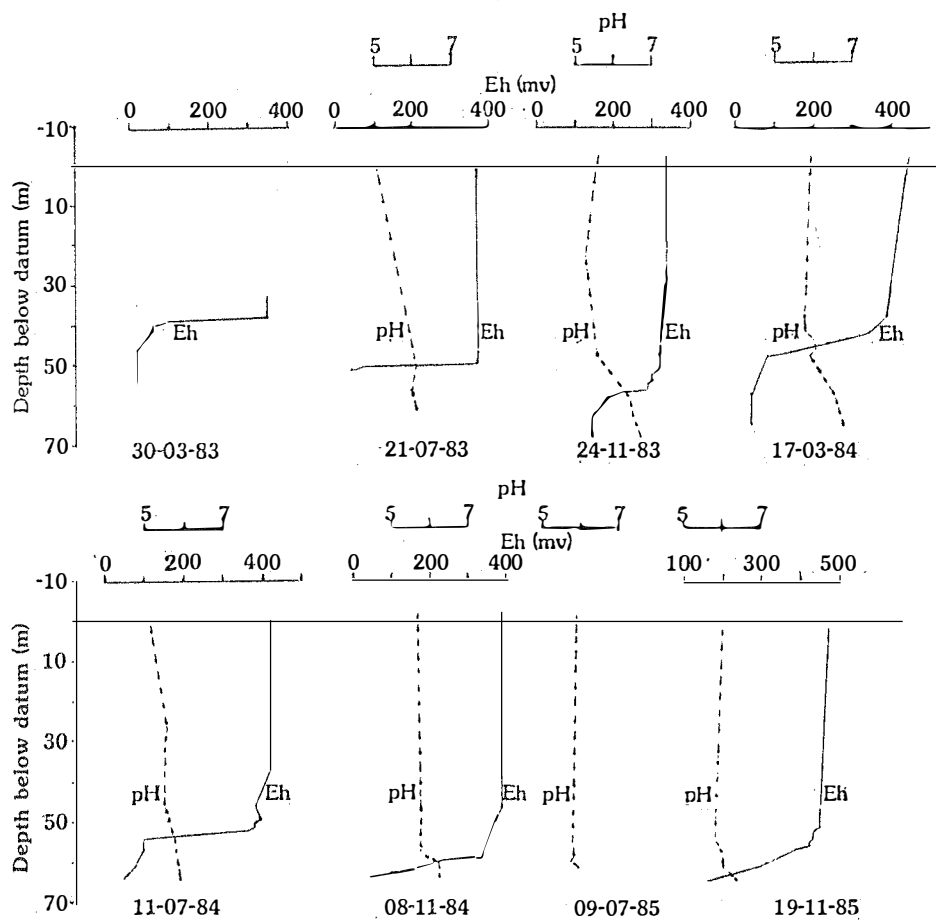 pH
5 7 5 7 5 7
Eh (mv)
0 200 400 0 200 400 0 200 400 0 200 400
-10
10
30
50
70
Depth below datum (m)
Eh
pH Eh
pH Eh
pH Eh
30-03-83 21-07-83 24-11-83 17-03-84
pH
5 7 5 7 5 7 5 7
Eh (mv)
0 200 400 0 200 400 100 300 500
-10
10
30
50
70
Depth below datum (m)
pH Eh
pH Eh
pH
pH Eh
11-07-84 08-11-84 09-07-85 19-11-85